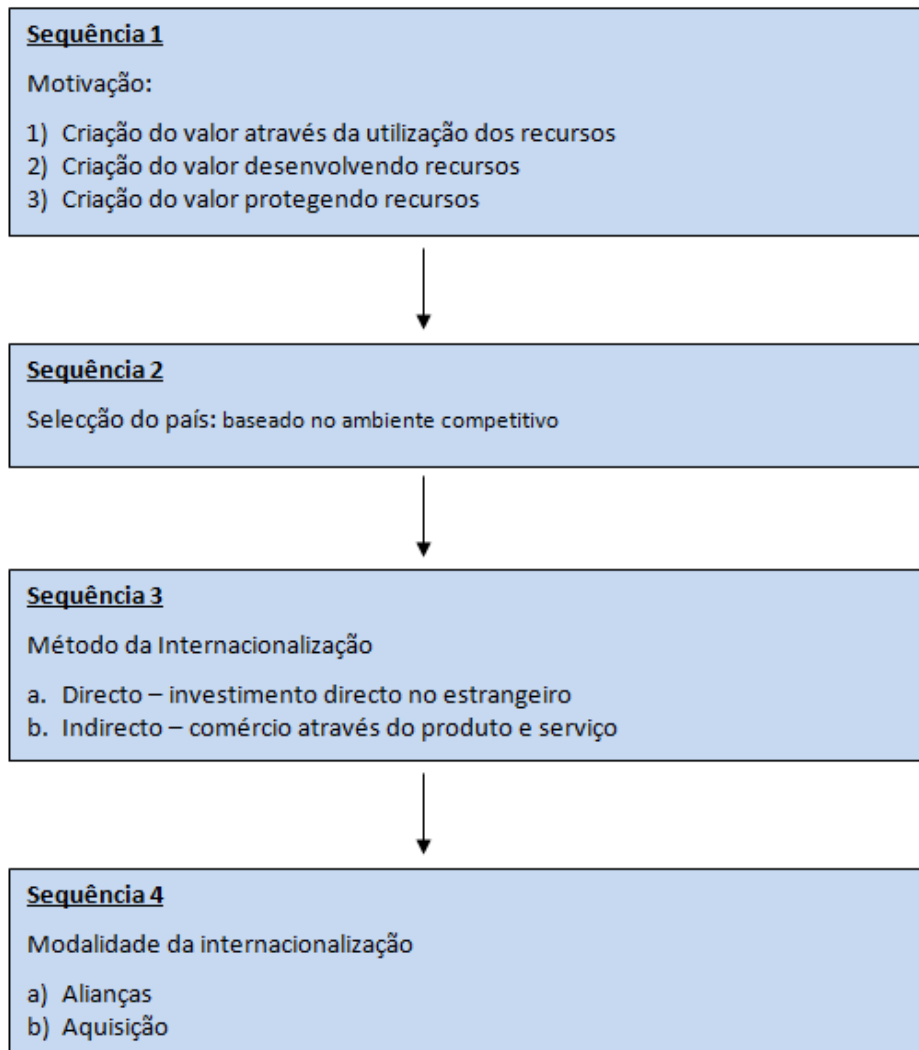 Sequência 1
Motivação:
1) Criação do valor através da utilização dos recursos
2) Criação do valor desenvolvendo recursos
3) Criação do valor protegendo recursos
Sequência 2
Selecção do país: baseado no ambiente competitivo
Sequência 3
Método da Internacionalização
a. Directo – investimento directo no estrangeiro
b. Indirecto – comércio através do produto e serviço
Sequência 4
Modalidade da internacionalização
a) Alianças
b) Aquisição